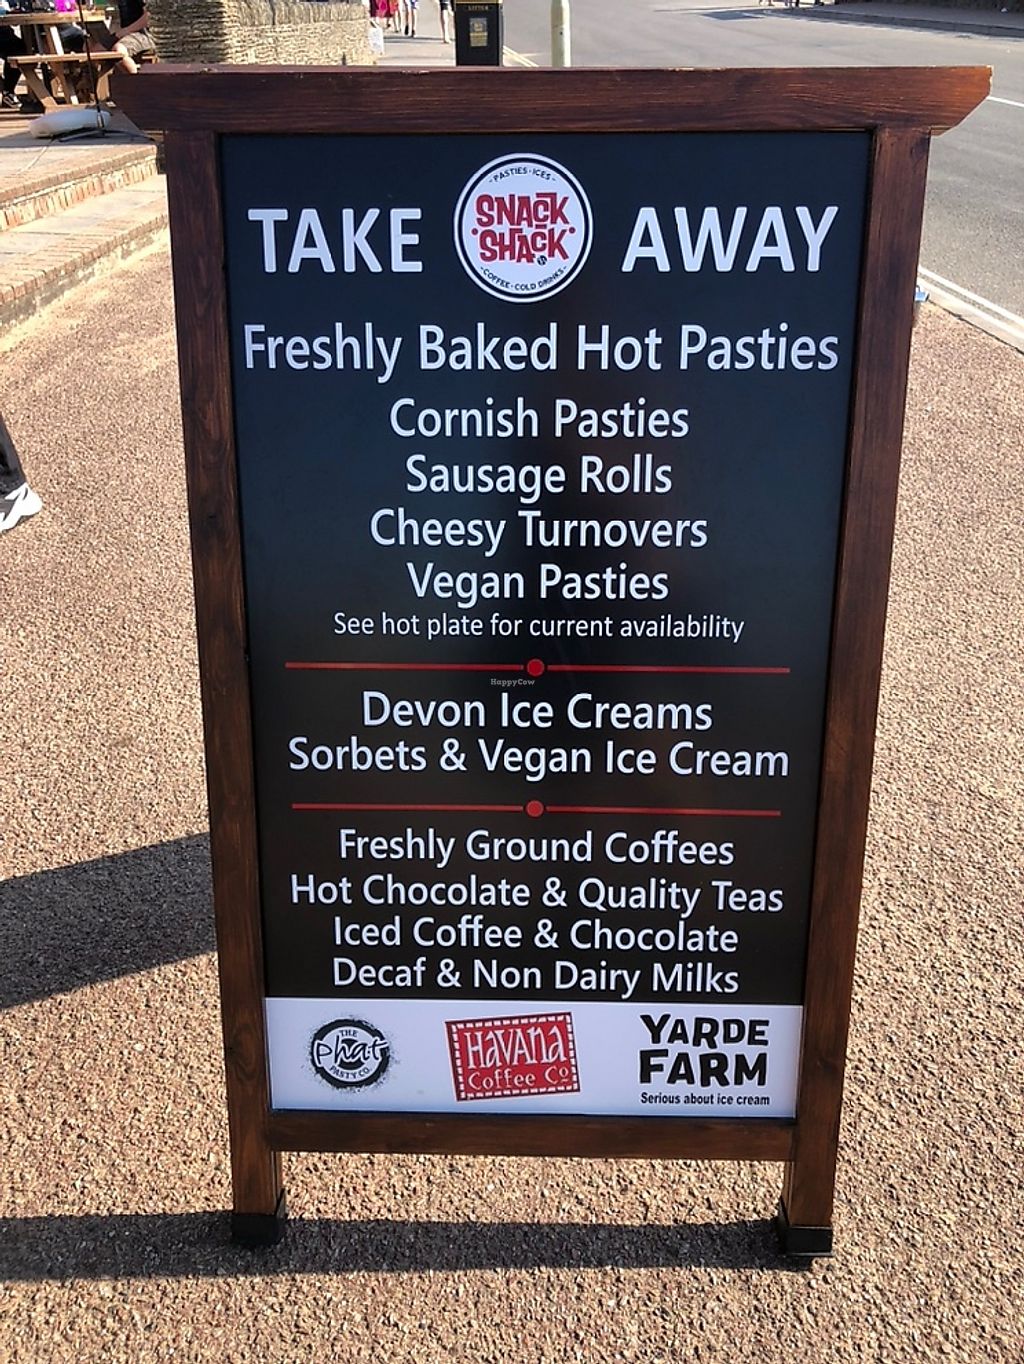 LITTER
- PASTIES · ICES -
TAKE SNACK AWAY
SHACK
- COFFEE · COLD DRINKS -
Freshly Baked Hot Pasties
Cornish Pasties
Sausage Rolls
Cheesy Turnovers
Vegan Pasties
See hot plate for current availability
HappyCow
Devon Ice Creams
Sorbets & Vegan Ice Cream
Freshly Ground Coffees
Hot Chocolate & Quality Teas
Iced Coffee & Chocolate
Decaf & Non Dairy Milks
THE
phat
PASTY CO.
HAVANA
Coffee Co
YARDE
FARM
Serious about ice cream